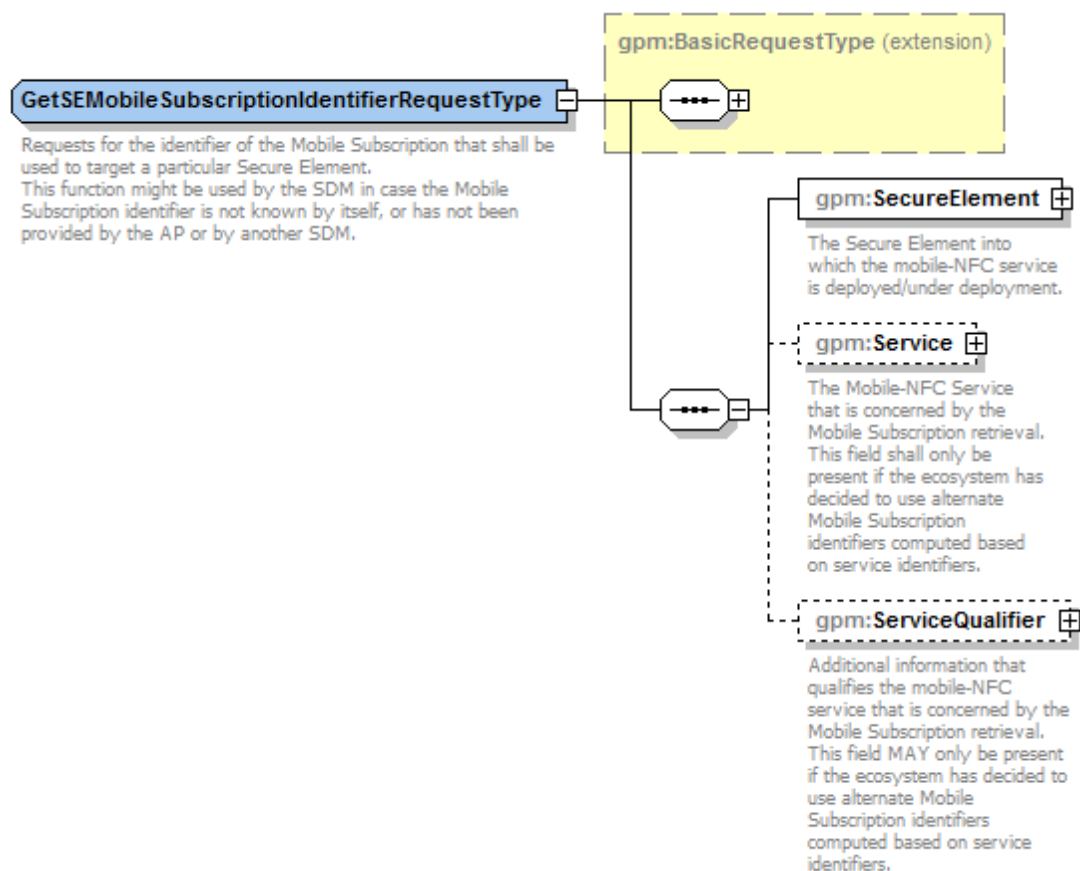 gpm:BasicRequestType (extension)
GetSEMobileSubscriptionIdentifierRequestType
Requests for the identifier of the Mobile Subscription that shall be
used to target a particular Secure Element.
This function might be used by the SDM in case the Mobile
Subscription identifier is not known by itself, or has not been
provided by the AP or by another SDM.
gpm:SecureElement
The Secure Element into
which the mobile-NFC service
is deployed/under deployment.
gpm:Service
The Mobile-NFC Service
that is concerned by the
Mobile Subscription retrieval.
This field shall only be
present if the ecosystem has
decided to use alternate
Mobile Subscription
identifiers computed based
on service identifiers.
gpm:ServiceQualifier
Additional information that
qualifies the mobile-NFC
service that is concerned by the
Mobile Subscription retrieval.
This field MAY only be present
if the ecosystem has decided to
use alternate Mobile
Subscription identifiers
computed based on service
identifiers.